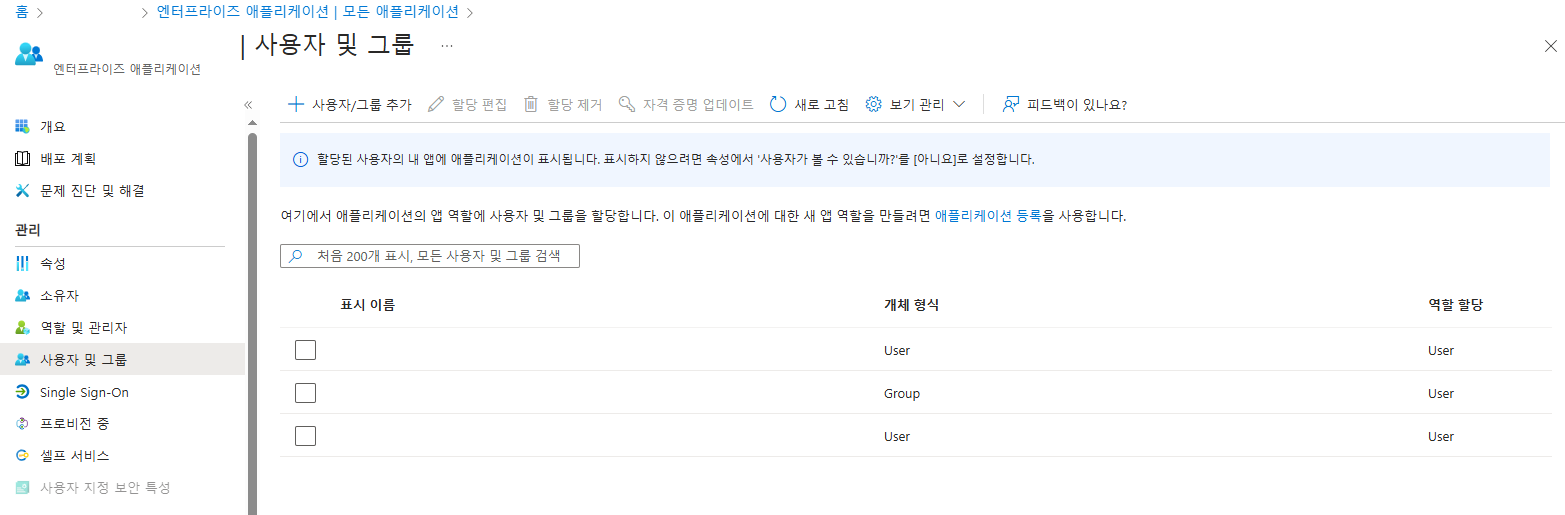 홈 > > 엔터프라이즈 애플리케이션 | 모든 애플리케이션 >
| 사용자 및 그룹 ...
엔터프라이즈 애플리케이션
사용자/그룹 추가 할당 편집 할당 제거 자격 증명 업데이트 새로 고침 보기 관리 피드백이 있나요?
개요
배포 계획
문제 진단 및 해결
관리
속성
소유자
역할 및 관리자
사용자 및 그룹
Single Sign-On
프로비전 중
셀프 서비스
사용자 지정 보안 특성
할당된 사용자의 내 앱에 애플리케이션이 표시됩니다. 표시하지 않으려면 속성에서 '사용자가 볼 수 있습니까?'를 [아니요]로 설정합니다.
여기에서 애플리케이션의 앱 역할에 사용자 및 그룹을 할당합니다. 이 애플리케이션에 대한 새 앱 역할을 만들려면 애플리케이션 등록을 사용합니다.
처음 200개 표시, 모든 사용자 및 그룹 검색
표시 이름 개체 형식 역할 할당
User User
Group User
User User